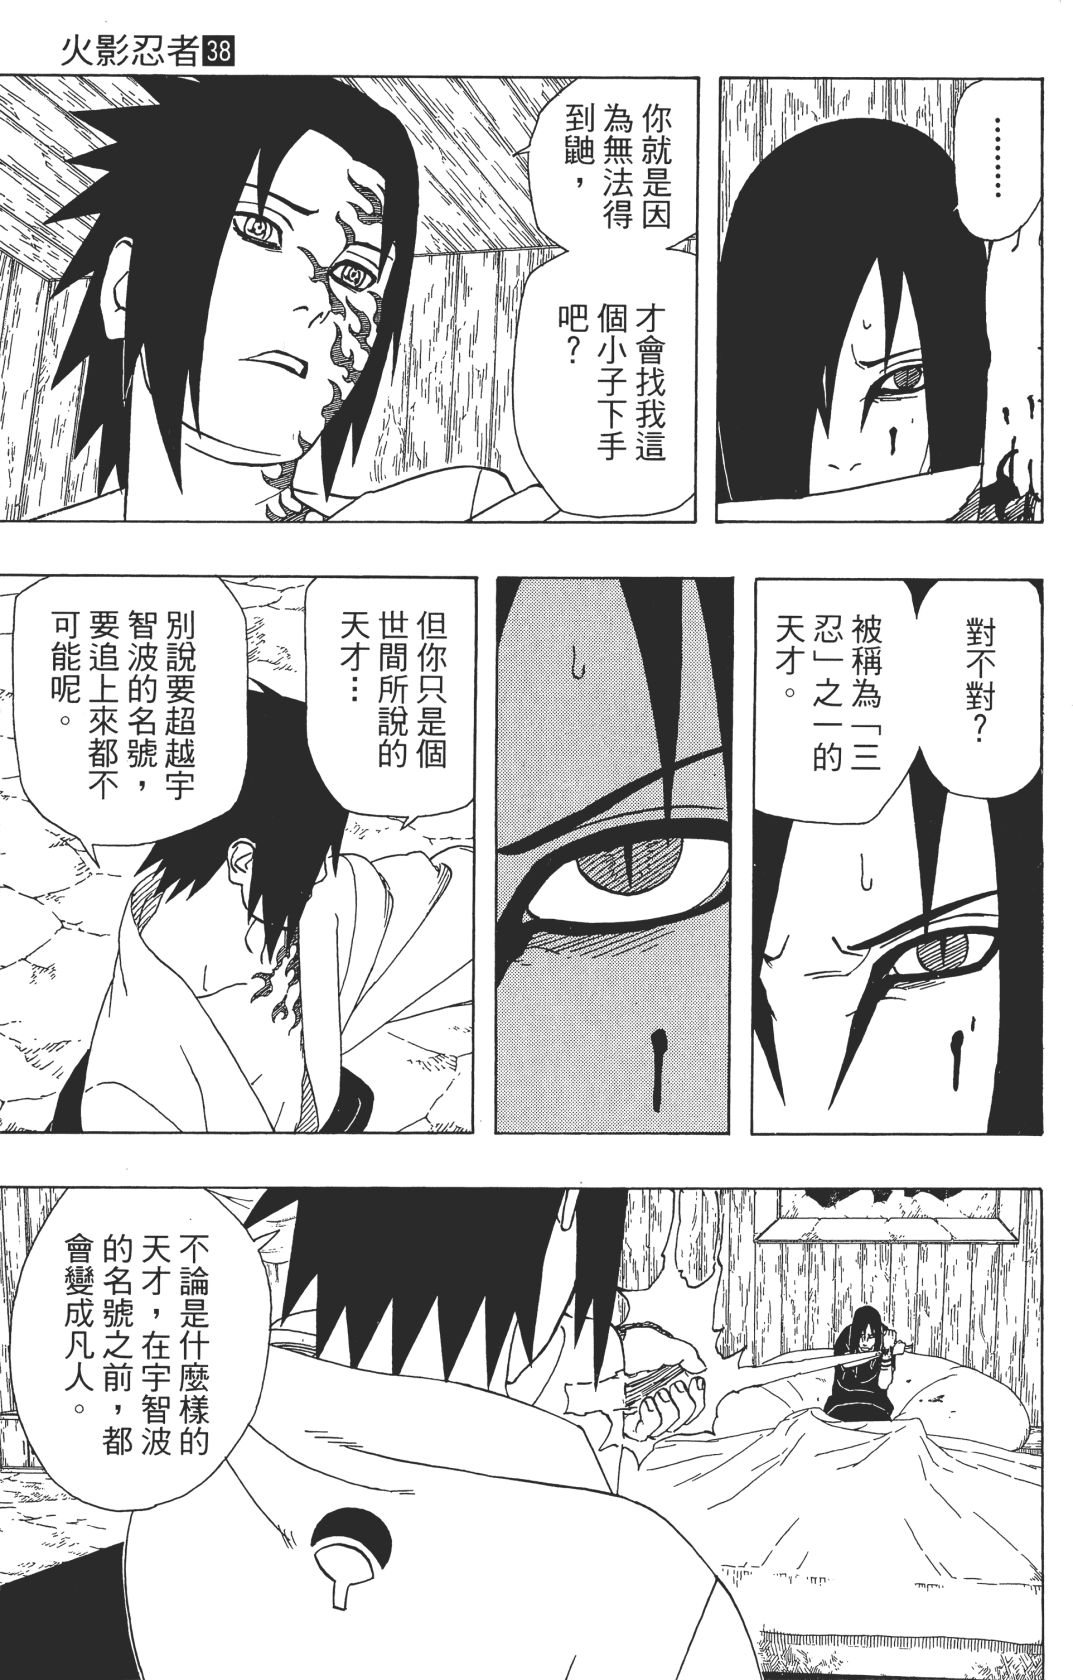 火影忍者38
………
你就是因
為無法得
到鼬，
才會找我這
個小子下手
吧？
對不對？
被稱為「三
忍」之一的
天才。
但你只是個
世間所說的
天才…
別說要超越宇
智波的名號，
要追上來都不
可能呢。
不論是什麼樣的
天才，在宇智波
的名號之前，都
會變成凡人。